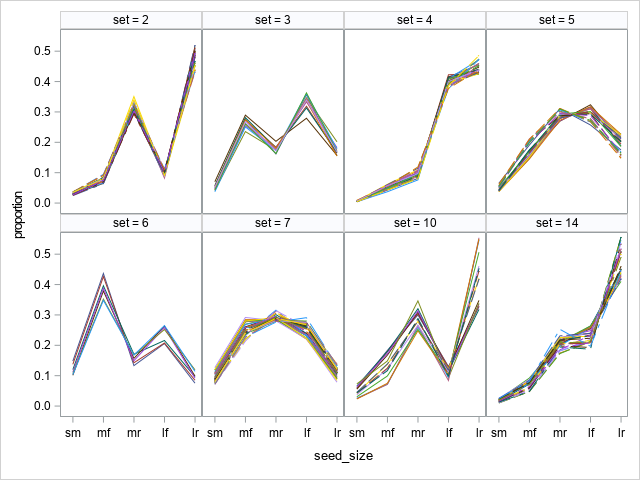 set = 2 set = 3 set = 4 set = 5
0.5
0.4
0.3
0.2
0.1
0.0
proportion
set = 6 set = 7 set = 10 set = 14
0.5
0.4
0.3
0.2
0.1
0.0
sm mf mr lf lr sm mf mr lf lr sm mf mr lf lr sm mf mr lf lr
seed_size